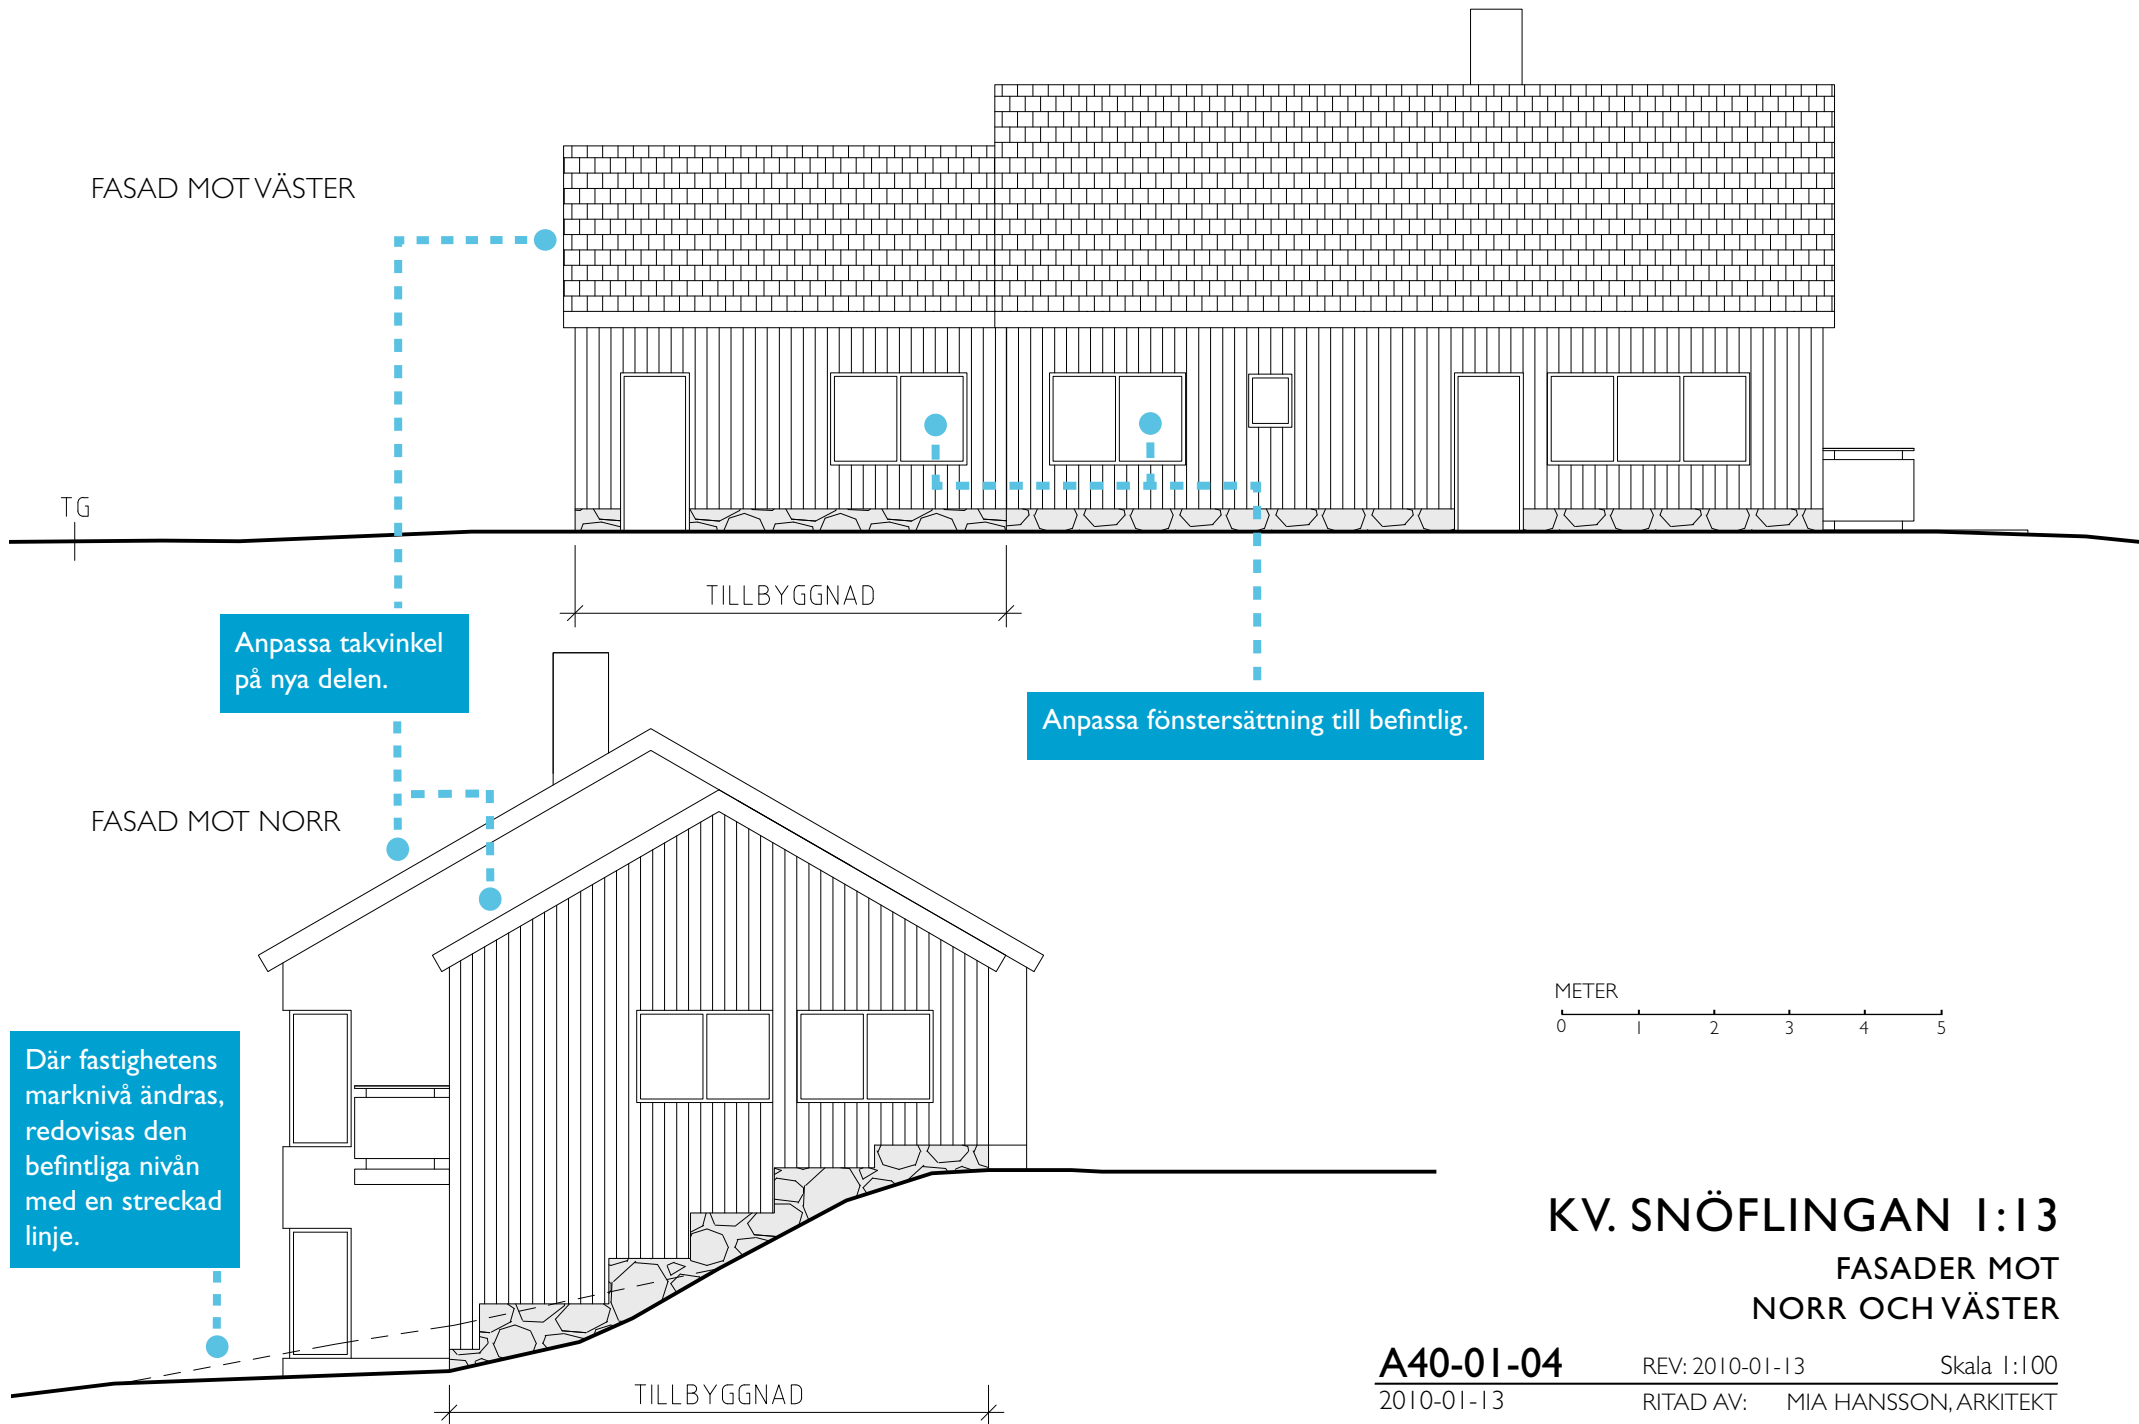 FASAD MOT VÄSTER
TG
TILLBYGGNAD
Anpassa takvinkel
på nya delen.
Anpassa fönstersättning till befintlig.
FASAD MOT NORR
METER
0 1 2 3 4 5
Där fastighetens
marknivå ändras,
redovisas den
befintliga nivån
med en streckad
linje.
TILLBYGGNAD
KV. SNÖFLINGAN 1:13
FASADER MOT
NORR OCH VÄSTER
A40-01-04 REV: 2010-01-13 Skala 1:100
2010-01-13 RITAD AV: MIA HANSSON, ARKITEKT